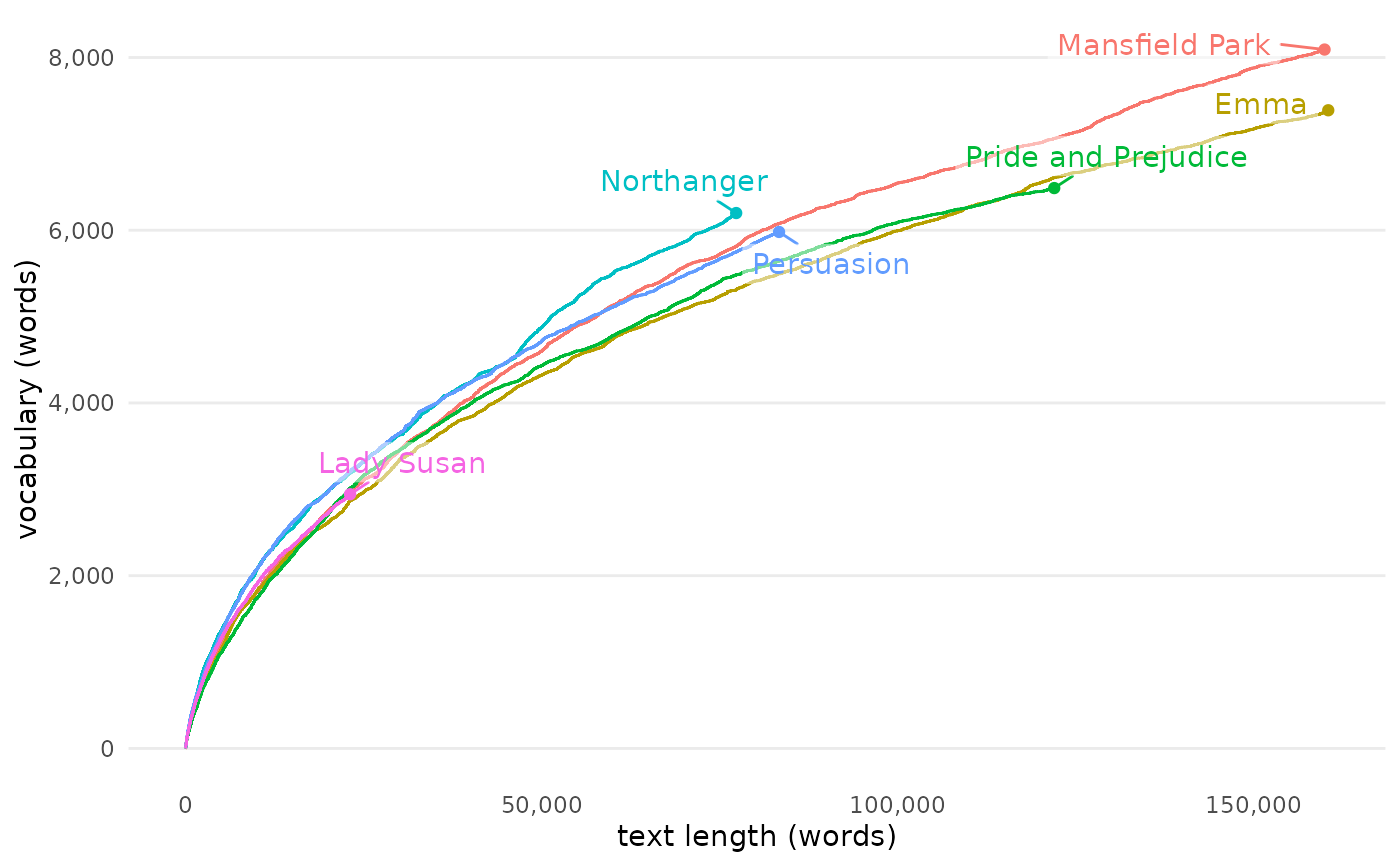 8,000
6,000
4,000
2,000
0
vocabulary (words)
Mansfield Park
Emma
Pride and Prejudice
Northanger
Persuasion
Lady Susan
0
50,000
100,000
150,000
text length (words)